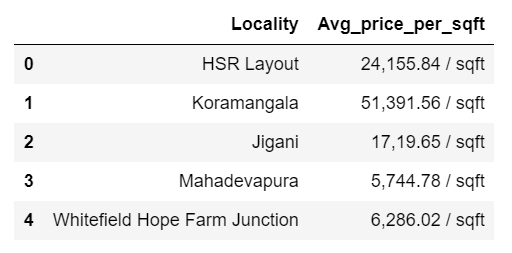 Locality Avg_price_per_sqft
0 HSR Layout 24,155.84 / sqft
1 Koramangala 51,391.56 / sqft
2 Jigani 17,19.65 / sqft
3 Mahadevapura 5,744.78 / sqft
4 Whitefield Hope Farm Junction 6,286.02 / sqft